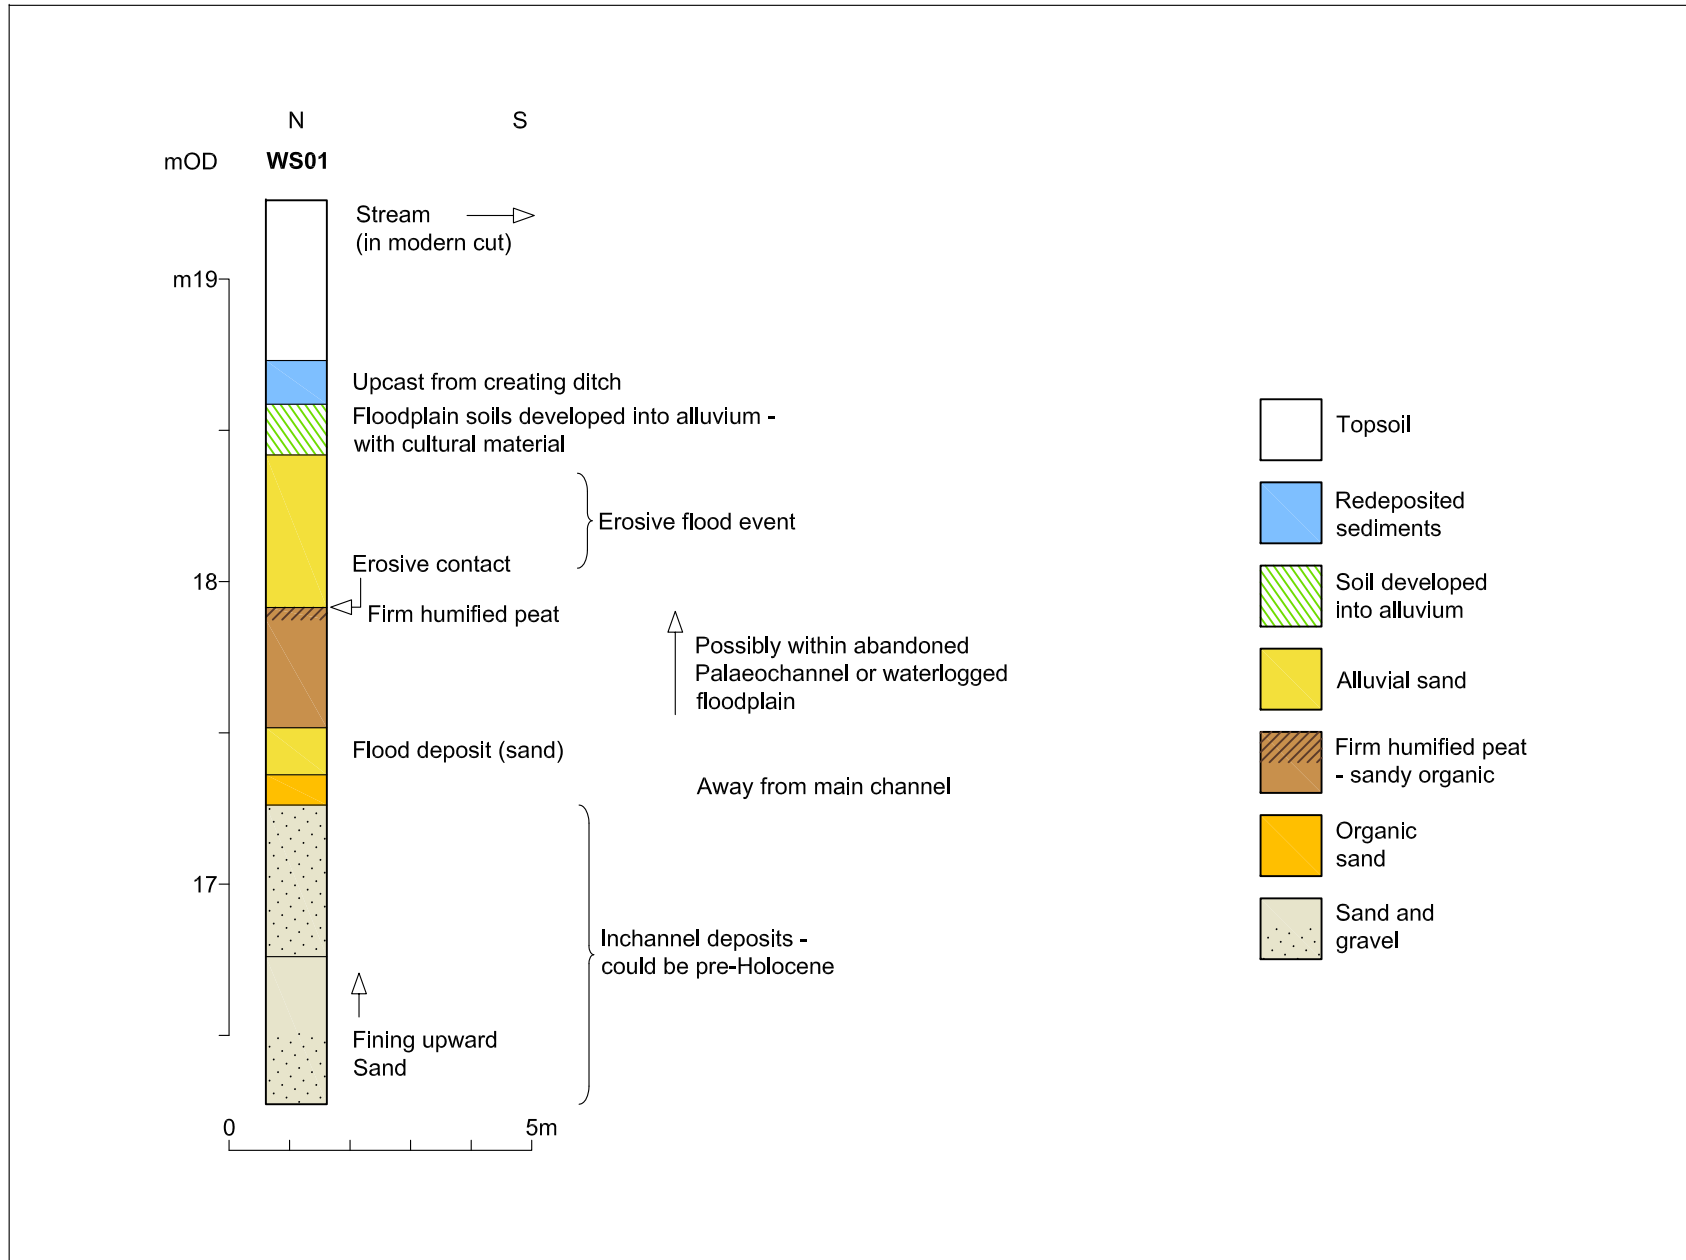 N S
mOD WS01
Stream
(in modern cut)
m19
Upcast from creating ditch
Floodplain soils developed into alluvium -
with cultural material
Erosive flood event
Erosive contact
18
Firm humified peat
Possibly within abandoned
Palaeochannel or waterlogged
floodplain
Flood deposit (sand)
Away from main channel
17
Inchannel deposits -
could be pre-Holocene
Fining upward
Sand
0 5m
Topsoil
Redeposited
sediments
Soil developed
into alluvium
Alluvial sand
Firm humified peat
- sandy organic
Organic
sand
Sand and
gravel